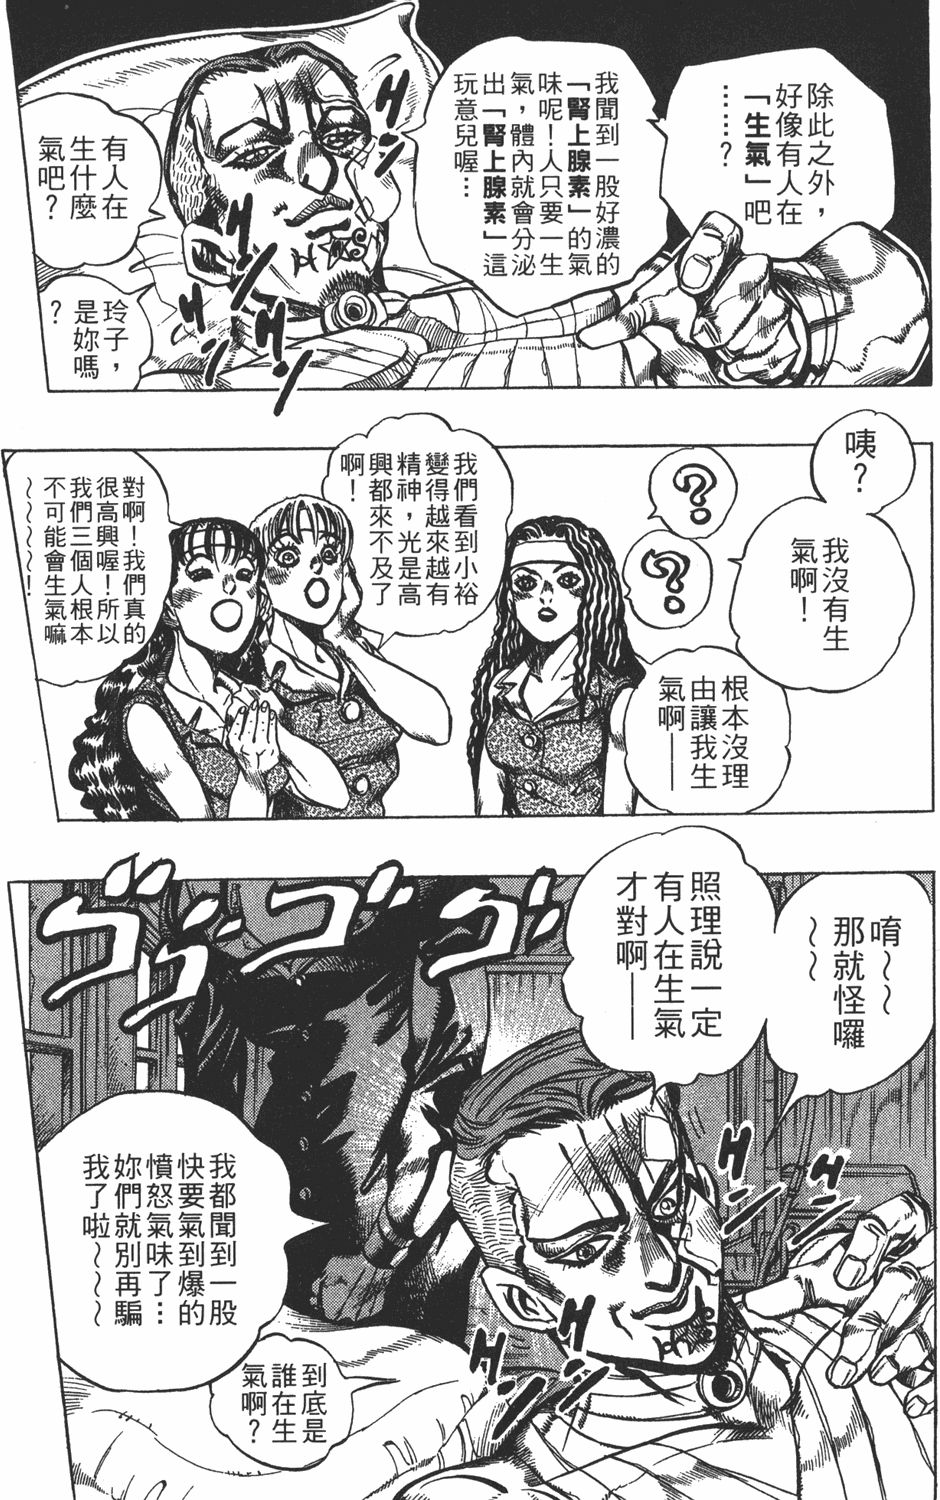 除此之外，
好像有人在
「生氣」吧
……？
我聞到一股好濃的
「腎上腺素」的氣
味呢！人只要一生
氣，體內就會分泌
出「腎上腺素」這
玩意兒喔…
有人在
生什麼
氣吧？
玲子，
是妳嗎
？
咦？
我沒有生
氣啊！
？
？
根本沒理
由讓我生
氣啊——
我們看到小裕
變得越來越有
精神，光是高
興都來不及了
啊！
對啊！我們真的
很高興喔！所以
我們三個人根本
不可能會生氣嘛
～～～～！
唷～～
那就怪囉
～～
照理說一定
有人在生氣
才對啊——
ゴゴゴゴゴ
我都聞到一股
快要氣到爆的
憤怒氣味了…
妳們就別再騙
我了啦～～～
到底是
誰在生
氣啊？